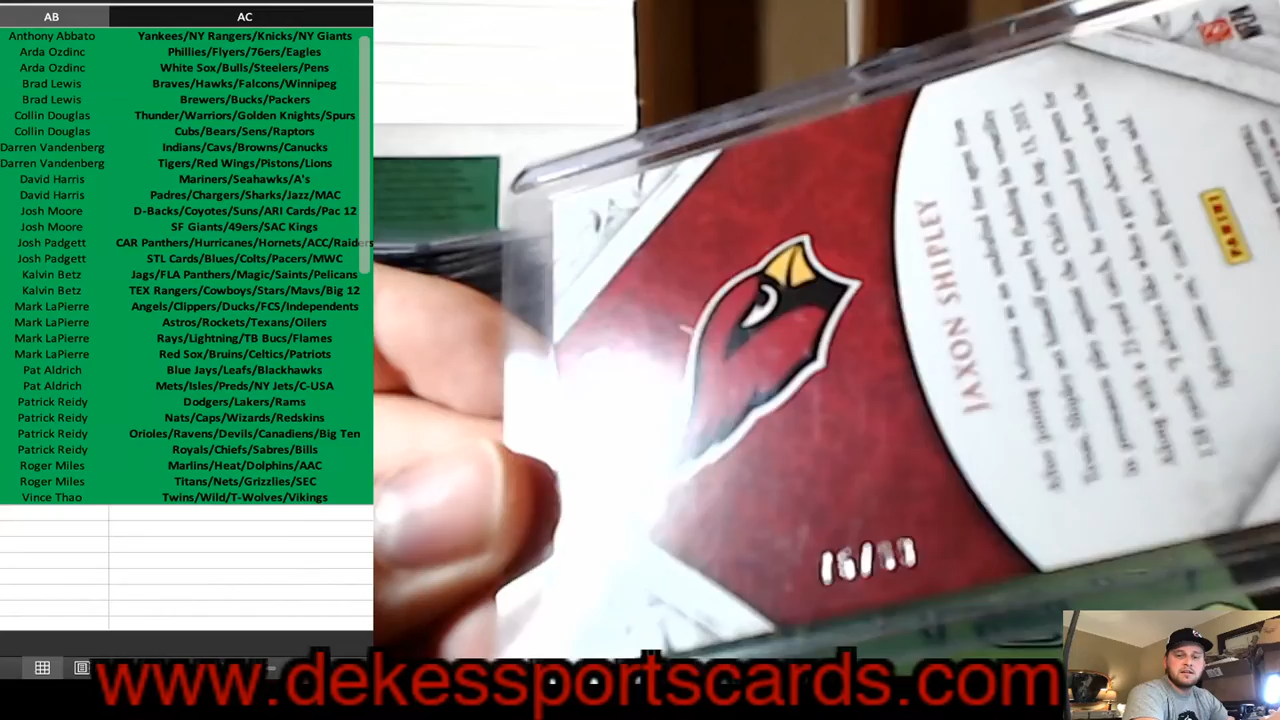 AB AC
Anthony Abbato Yankees/NY Rangers/Knicks/NY Giants
Arda Ozdinc Phillies/Flyers/76ers/Eagles
Arda Ozdinc White Sox/Bulls/Steelers/Pens
Brad Lewis Braves/Hawks/Falcons/Winnipeg
Brad Lewis Brewers/Bucks/Packers
Collin Douglas Thunder/Warriors/Golden Knights/Spurs
Collin Douglas Cubs/Bears/Sens/Raptors
Darren Vandenberg Indians/Cavs/Browns/Canucks
Darren Vandenberg Tigers/Red Wings/Pistons/Lions
David Harris Mariners/Seahawks/A's
David Harris Padres/Chargers/Sharks/Jazz/MAC
Josh Moore D-Backs/Coyotes/Suns/ARI Cards/Pac 12
Josh Moore SF Giants/49ers/SAC Kings
Josh Padgett CAR Panthers/Hurricanes/Hornets/ACC/Raiders
Josh Padgett STL Cards/Blues/Colts/Pacers/MWC
Kalvin Betz Jags/FLA Panthers/Magic/Saints/Pelicans
Kalvin Betz TEX Rangers/Cowboys/Stars/Mavs/Big 12
Mark LaPierre Angels/Clippers/Ducks/FCS/Independents
Mark LaPierre Astros/Rockets/Texans/Oilers
Mark LaPierre Rays/Lightning/TB Bucs/Flames
Mark LaPierre Red Sox/Bruins/Celtics/Patriots
Pat Aldrich Blue Jays/Leafs/Blackhawks
Pat Aldrich Mets/Isles/Preds/NY Jets/C-USA
Patrick Reidy Dodgers/Lakers/Rams
Patrick Reidy Nats/Caps/Wizards/Redskins
Patrick Reidy Orioles/Ravens/Devils/Canadiens/Big Ten
Patrick Reidy Royals/Chiefs/Sabres/Bills
Roger Miles Marlins/Heat/Dolphins/AAC
Roger Miles Titans/Nets/Grizzlies/SEC
Vince Thao Twins/Wild/T-Wolves/Vikings
JAXON SHIPLEY
PANINI
www.dekessportscards.com